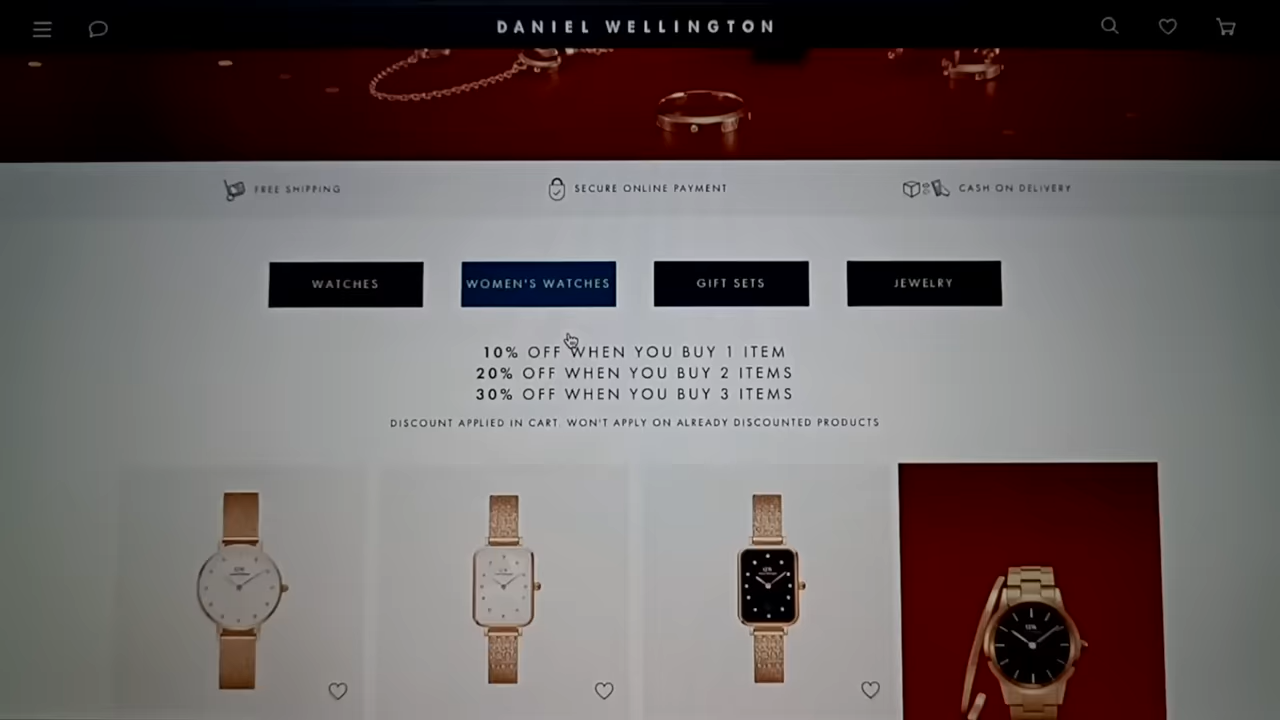 DANIEL WELLINGTON
FREE SHIPPING
SECURE ONLINE PAYMENT
CASH ON DELIVERY
WATCHES
WOMEN'S WATCHES
GIFT SETS
JEWELRY
10% OFF WHEN YOU BUY 1 ITEM
20% OFF WHEN YOU BUY 2 ITEMS
30% OFF WHEN YOU BUY 3 ITEMS
DISCOUNT APPLIED IN CART. WON'T APPLY ON ALREADY DISCOUNTED PRODUCTS